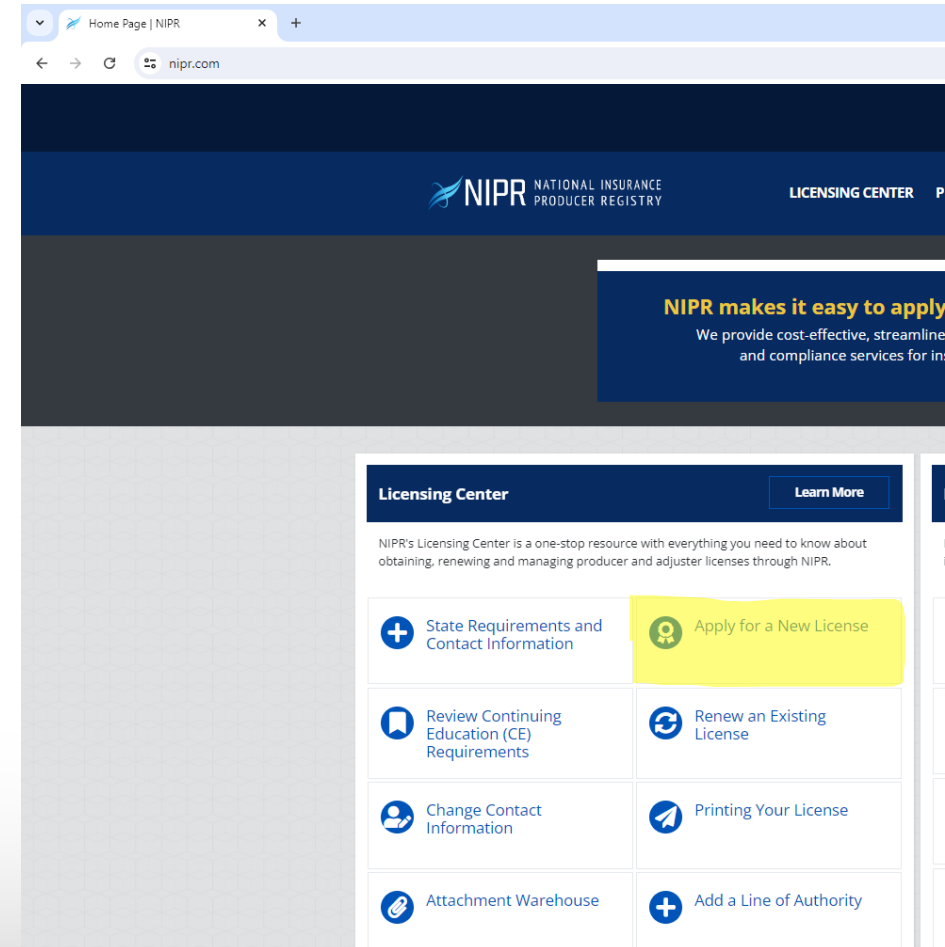 Home Page | NIPR
nipr.com
NIPR NATIONAL INSURANCE
PRODUCER REGISTRY
LICENSING CENTER P
NIPR makes it easy to apply
We provide cost-effective, streamline
and compliance services for ins
Licensing Center
Learn More
NIPR's Licensing Center is a one-stop resource with everything you need to know about
obtaining, renewing and managing producer and adjuster licenses through NIPR.
State Requirements and
Contact Information
Apply for a New License
Review Continuing
Education (CE)
Requirements
Renew an Existing
License
Change Contact
Information
Printing Your License
Attachment Warehouse
Add a Line of Authority